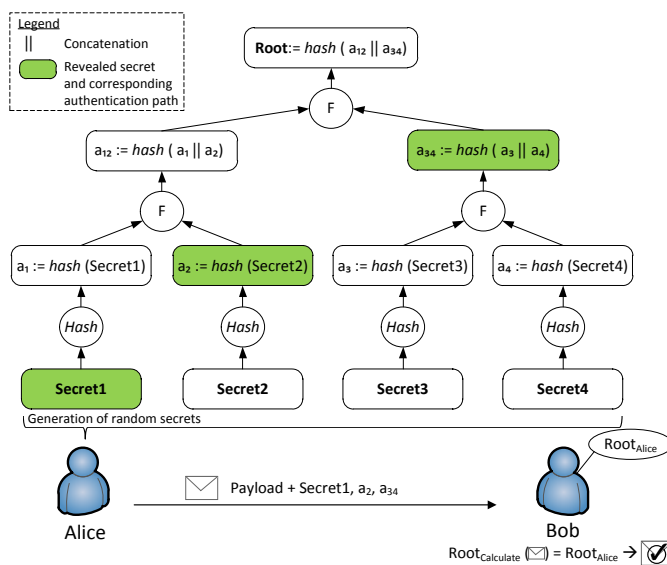 Legend
|| Concatenation
Revealed secret
and corresponding
authentication path
Root:= hash ( a₁₂ || a₃₄)
F
a₁₂ := hash ( a₁ || a₂)
a₃₄ := hash ( a₃ || a₄)
F
F
a₁ := hash (Secret1)
a₂ := hash (Secret2)
a₃ := hash (Secret3)
a₄ := hash (Secret4)
Hash
Hash
Hash
Hash
Secret1
Secret2
Secret3
Secret4
Generation of random secrets
Root_Alice
Payload + Secret1, a₂, a₃₄
Alice
Bob
Root_Calculate (✉) = Root_Alice →